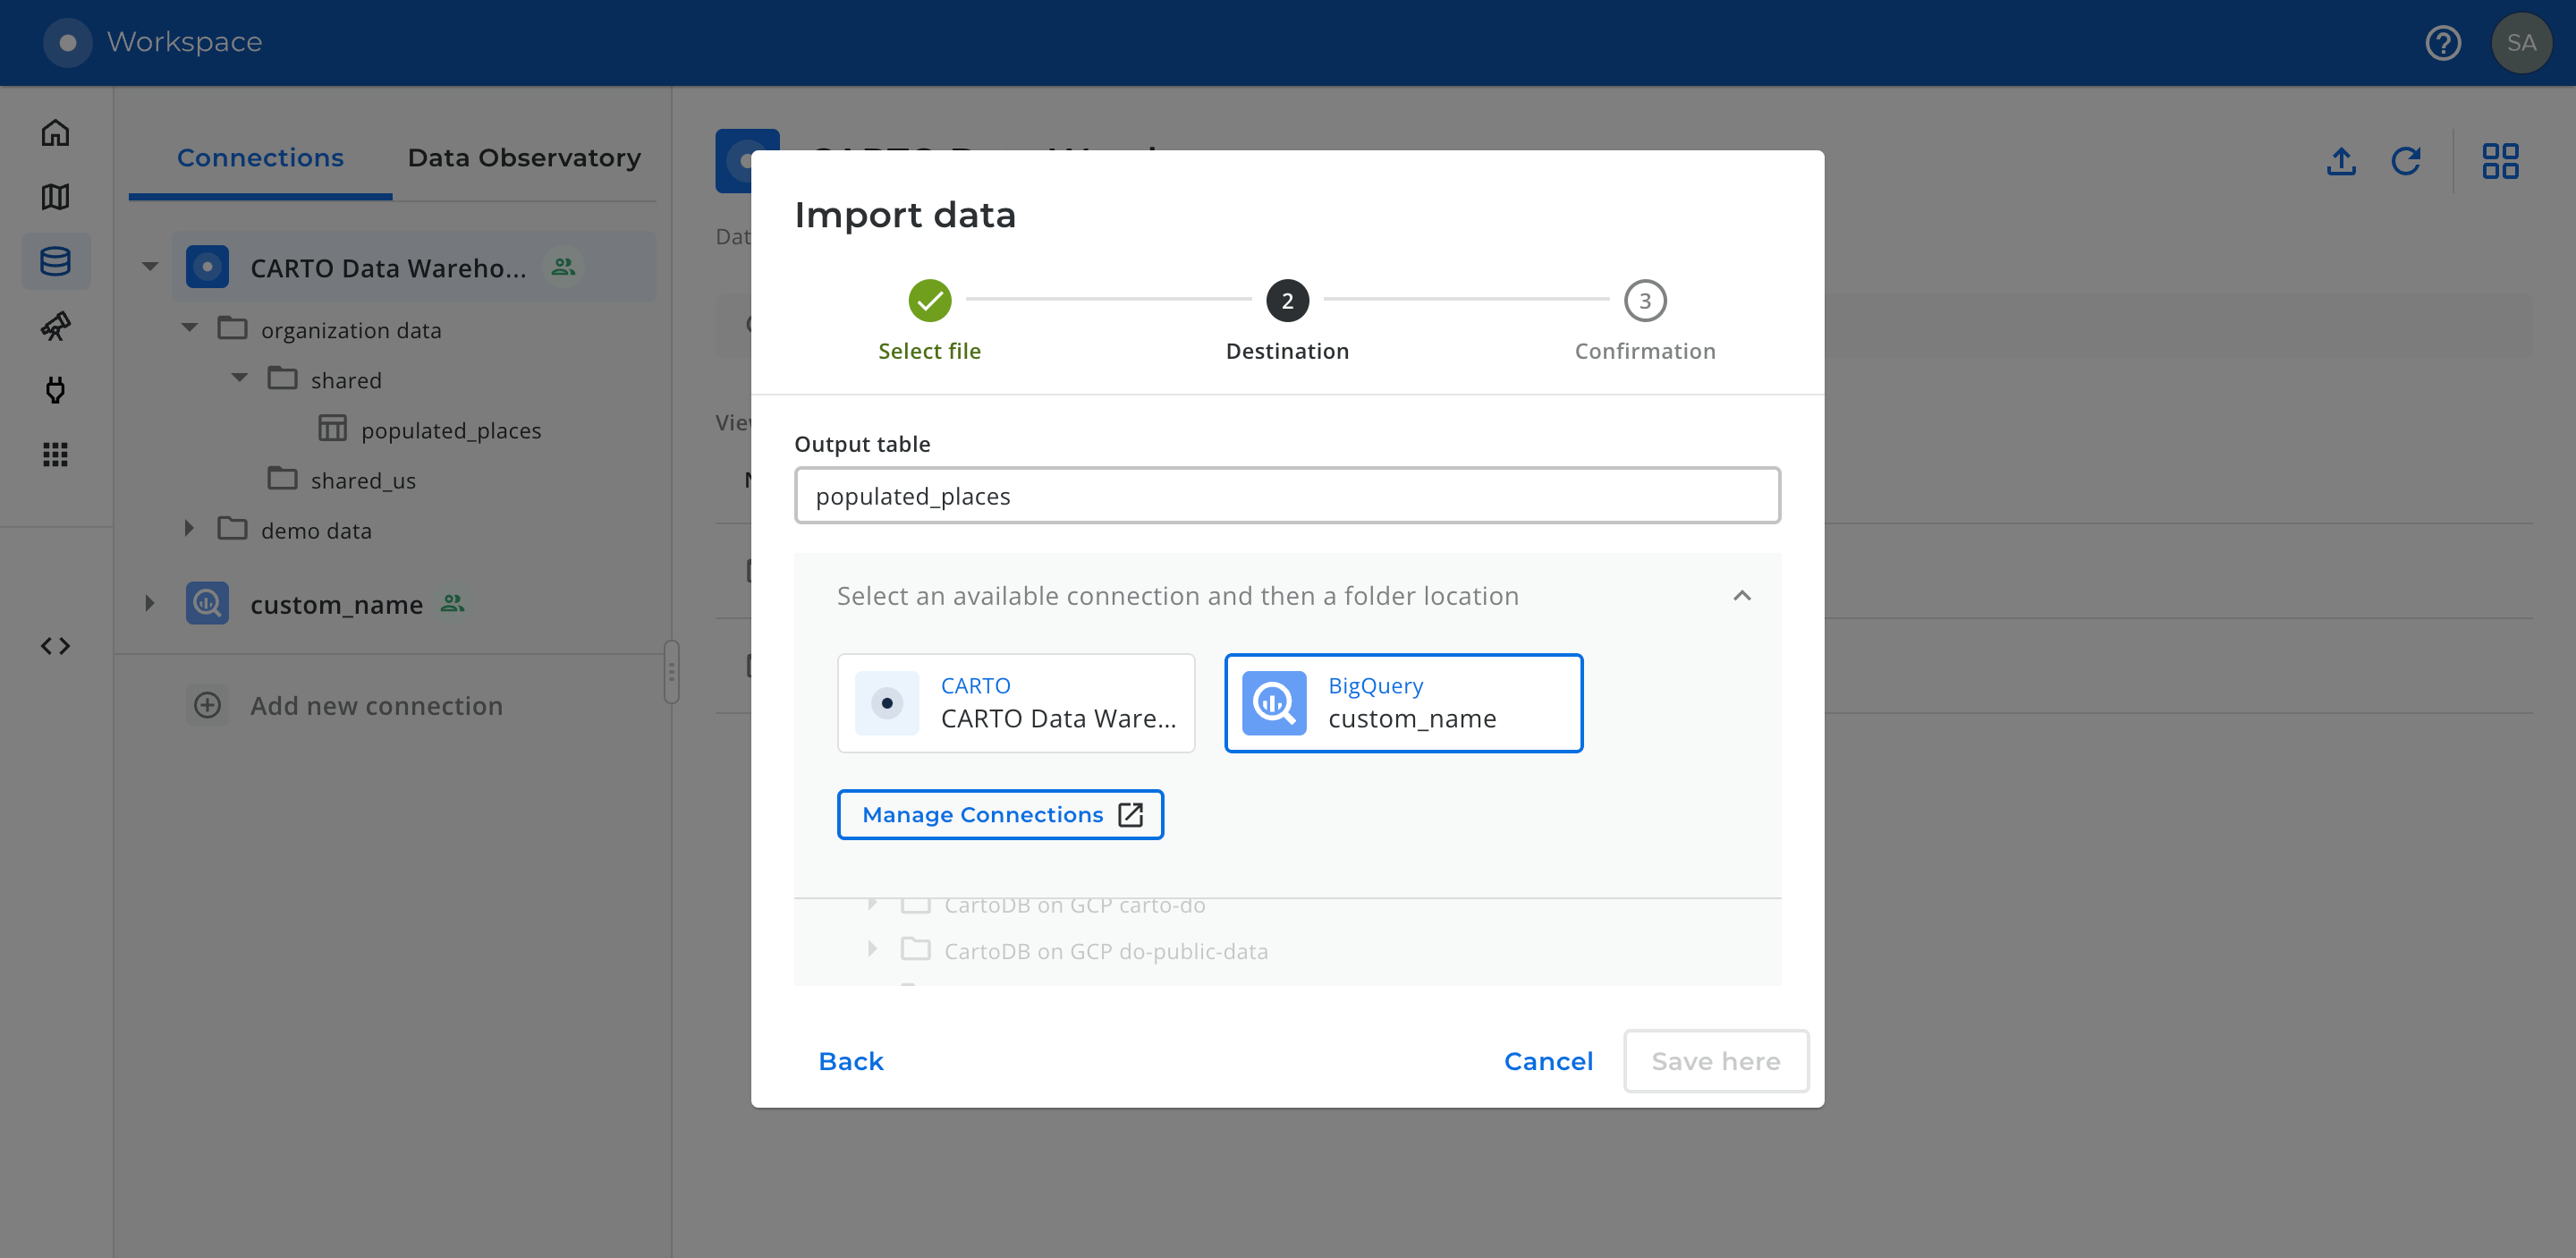 Workspace
SA
Connections
Data Observatory
CARTO Data Wareho...
organization data
shared
populated_places
shared_us
demo data
custom_name
Add new connection
Import data
2
3
Select file
Destination
Confirmation
Output table
populated_places
Select an available connection and then a folder location
CARTO
CARTO Data Ware...
BigQuery
custom_name
Manage Connections
CartoDB on GCP carto-do
CartoDB on GCP do-public-data
Back
Cancel
Save here